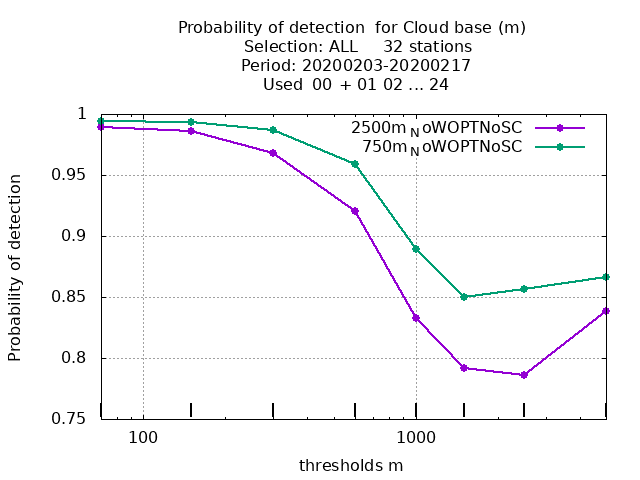 Probability of detection  for Cloud base (m)
Selection: ALL     32 stations
Period: 20200203-20200217
Used  00  + 01 02 ... 24
2500m_NoWOPTNoSC
750m_NoWOPTNoSC
Probability of detection
1
0.95
0.9
0.85
0.8
0.75
100
1000
thresholds m